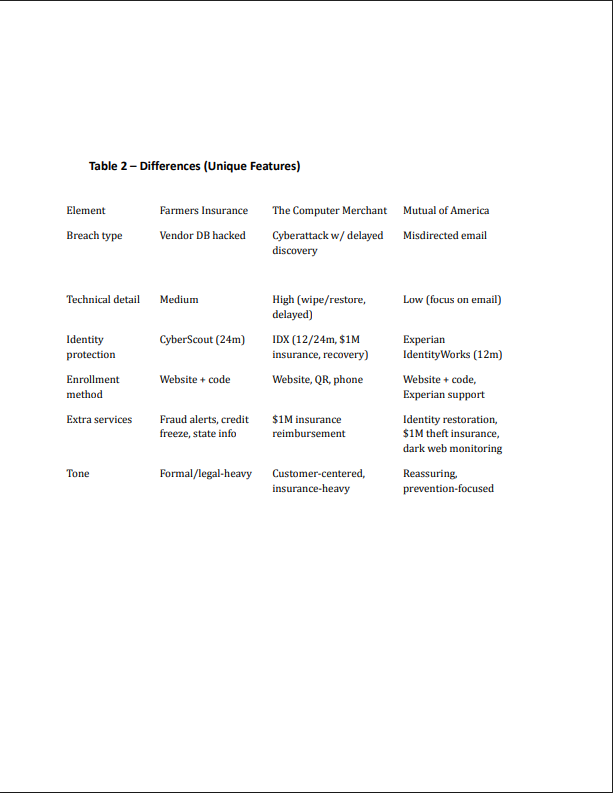 Table 2 – Differences (Unique Features)
Element Farmers Insurance The Computer Merchant Mutual of America
Breach type Vendor DB hacked Cyberattack w/ delayed Misdirected email
discovery
Technical detail Medium High (wipe/restore, Low (focus on email)
delayed)
Identity CyberScout (24m) IDX (12/24m, $1M Experian
protection insurance, recovery) IdentityWorks (12m)
Enrollment Website + code Website, QR, phone Website + code,
method Experian support
Extra services Fraud alerts, credit $1M insurance Identity restoration,
freeze, state info reimbursement $1M theft insurance,
dark web monitoring
Tone Formal/legal-heavy Customer-centered, Reassuring,
insurance-heavy prevention-focused